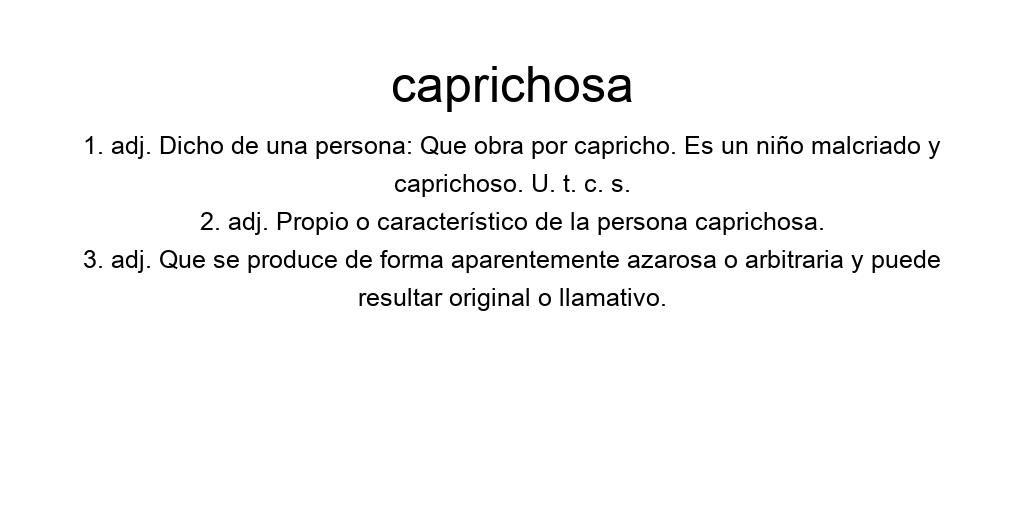 caprichosa
1. adj. Dicho de una persona: Que obra por capricho. Es un niño malcriado y
caprichoso. U. t. c. s.
2. adj. Propio o característico de la persona caprichosa.
3. adj. Que se produce de forma aparentemente azarosa o arbitraria y puede
resultar original o llamativo.